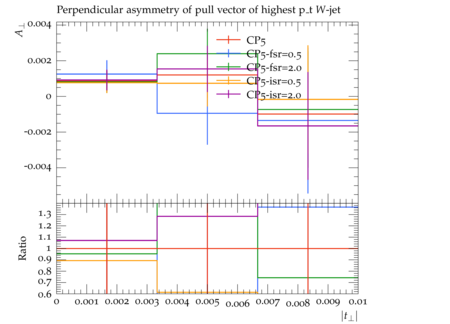 Perpendicular asymmetry of pull vector of highest p_t W-jet
A⊥
0.004
0.002
0
-0.002
-0.004
CP5
CP5-fsr=0.5
CP5-fsr=2.0
CP5-isr=0.5
CP5-isr=2.0
Ratio
1.3
1.2
1.1
1
0.9
0.8
0.7
0.6
0 0.001 0.002 0.003 0.004 0.005 0.006 0.007 0.008 0.009 0.01
|t⊥|